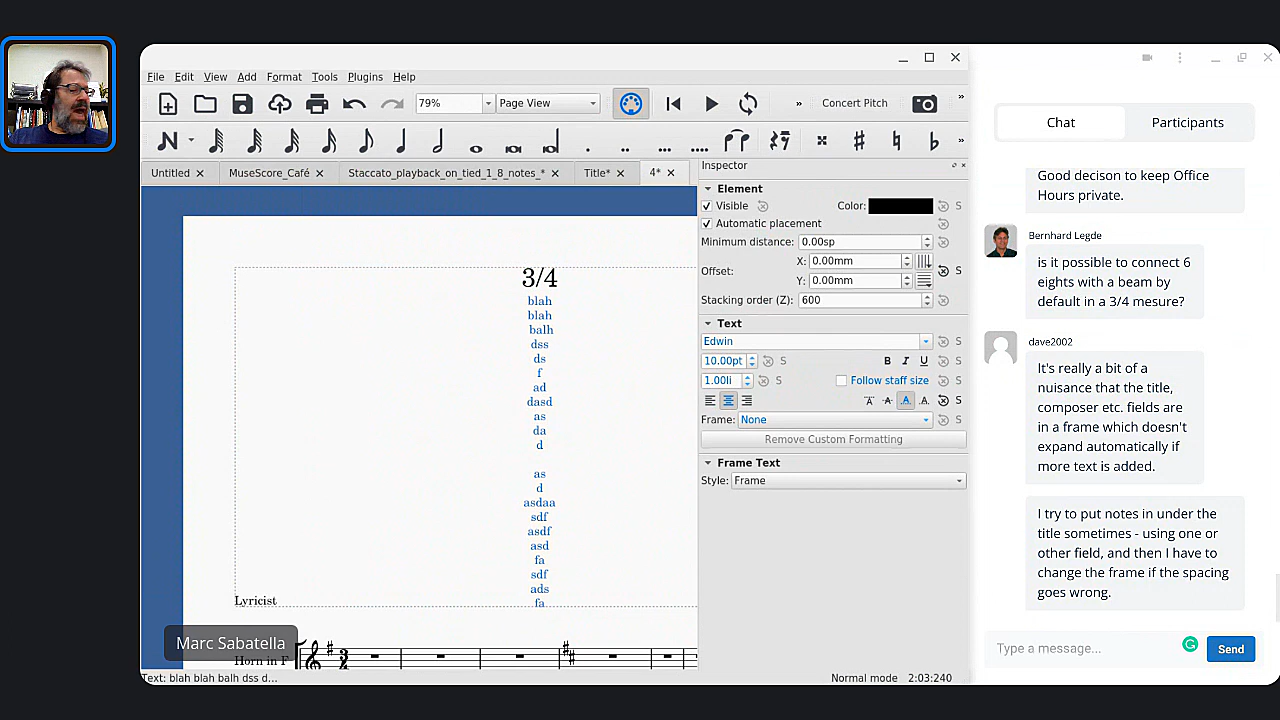 File Edit View Add Format Tools Plugins Help
79% Page View » Concert Pitch »
»
Untitled MuseScore_Café Staccato_playback_on_tied_1_8_notes_* Title* 4*
3/4
blah
blah
balh
dss
ds
f
ad
dasd
as
da
d
as
d
asdaa
sdf
asdf
asd
fa
sdf
ads
fa
Lyricist
Horn in F
Marc Sabatella
Text: blah blah balh dss d...
Normal mode 2:03:240
Inspector
Element
Visible Color: S
Automatic placement
Minimum distance: 0.00sp
Offset: X: 0.00mm
Y: 0.00mm S
Stacking order (Z): 600
Text
Edwin S
10.00pt S B I U S
1.00li S Follow staff size S
S
Frame: None S
Remove Custom Formatting
Frame Text
Style: Frame
Chat Participants
Good decison to keep Office
Hours private.
Bernhard Legde
is it possible to connect 6
eights with a beam by
default in a 3/4 mesure?
dave2002
It's really a bit of a
nuisance that the title,
composer etc. fields are
in a frame which doesn't
expand automatically if
more text is added.
I try to put notes in under the
title sometimes - using one or
other field, and then I have to
change the frame if the spacing
goes wrong.
Type a message...
Send